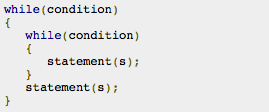 while(condition)
{
   while(condition)
   {
      statement(s);
   }
   statement(s);
}